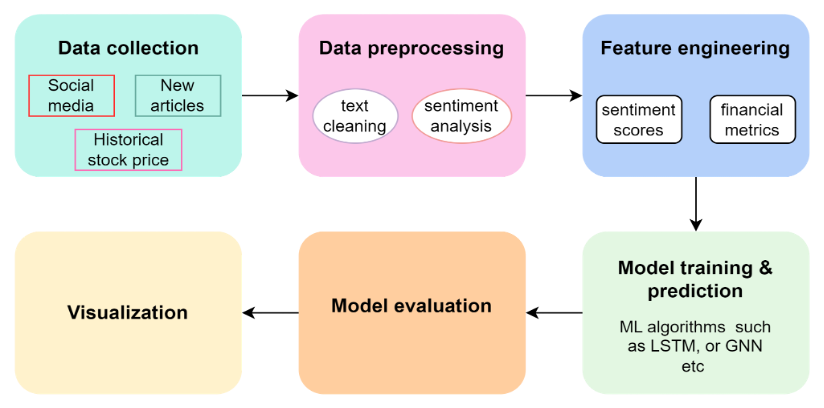 Data collection
Social
media
New
articles
Historical
stock price
Data preprocessing
text
cleaning
sentiment
analysis
Feature engineering
sentiment
scores
financial
metrics
Model training &
prediction
ML algorithms such
as LSTM, or GNN
etc
Model evaluation
Visualization